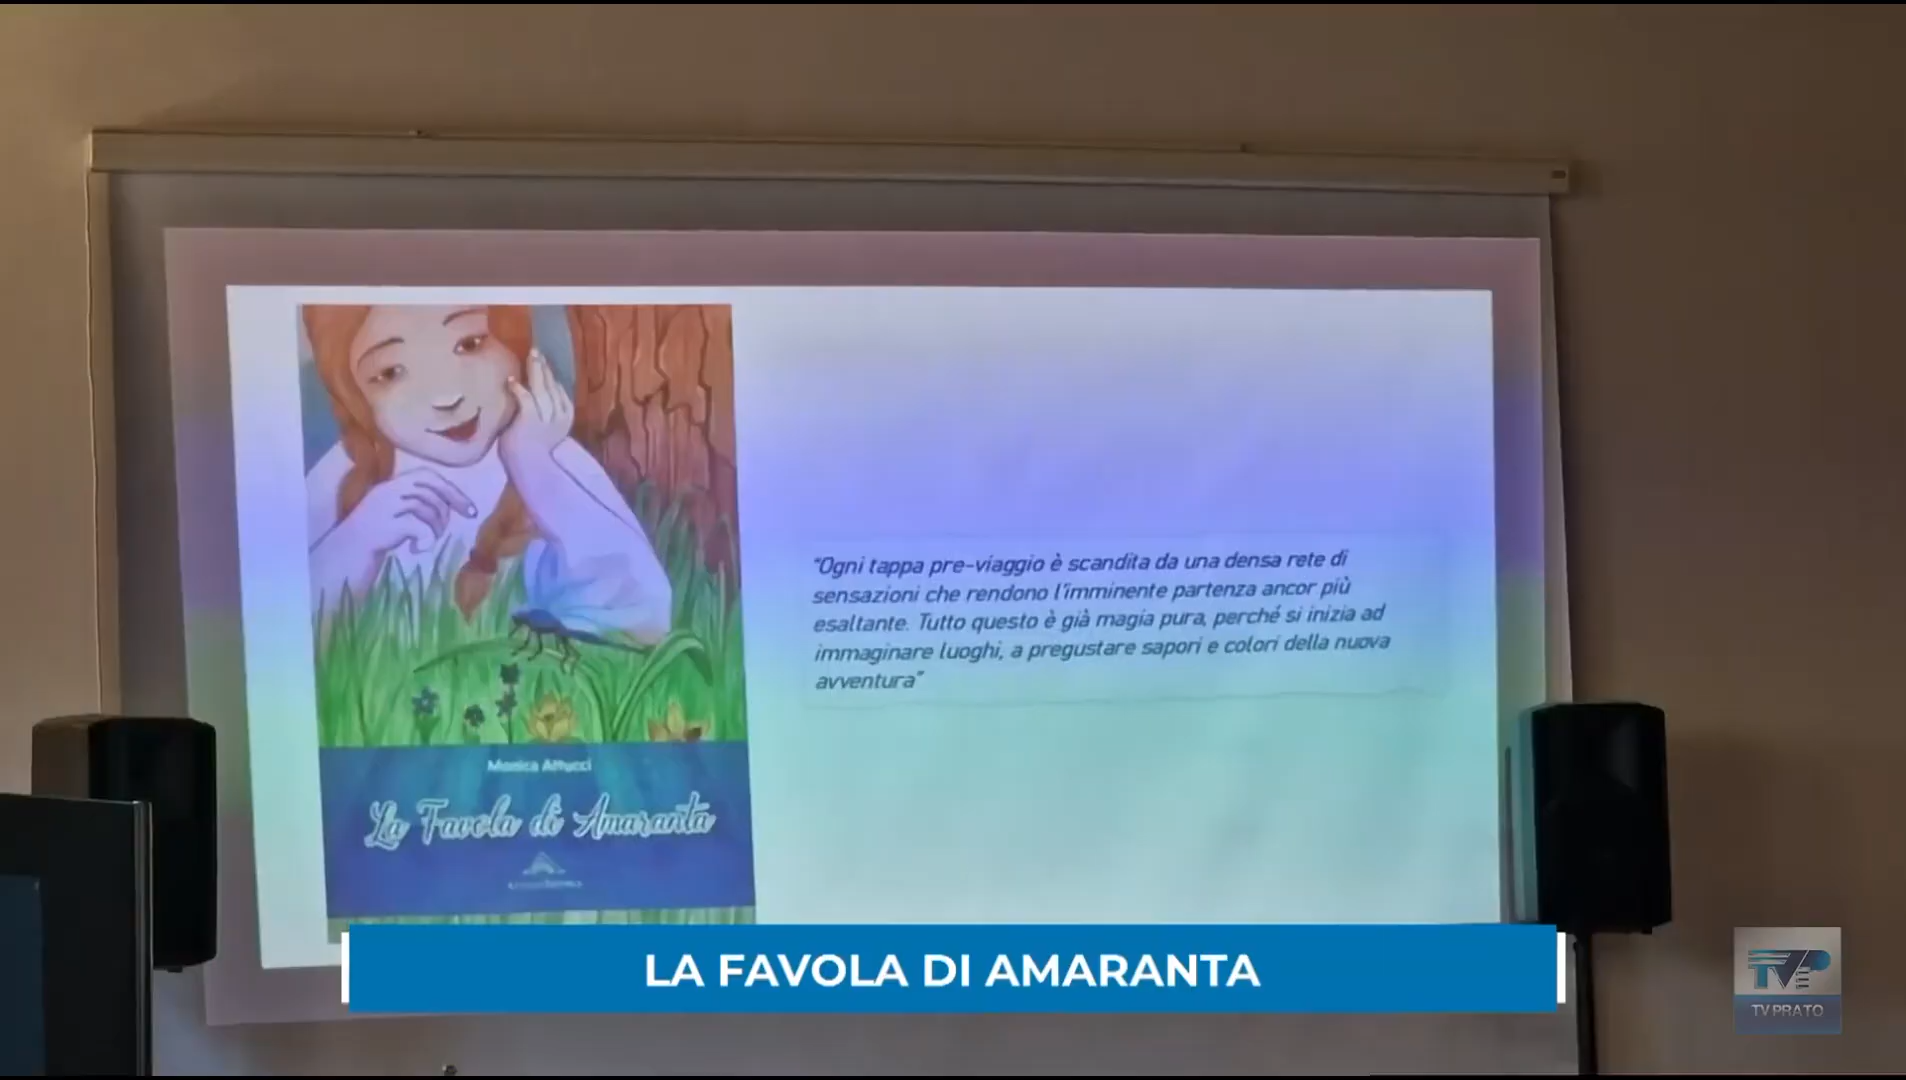 "Ogni tappa pre-viaggio è scandita da una densa rete di
sensazioni che rendono l'imminente partenza ancor più
esaltante. Tutto questo è già magia pura, perché si inizia ad
immaginare luoghi, a pregustare sapori e colori della nuova
avventura"
Monica
La Favola di Amaranta
LA FAVOLA DI AMARANTA
TVP
TV PRATO